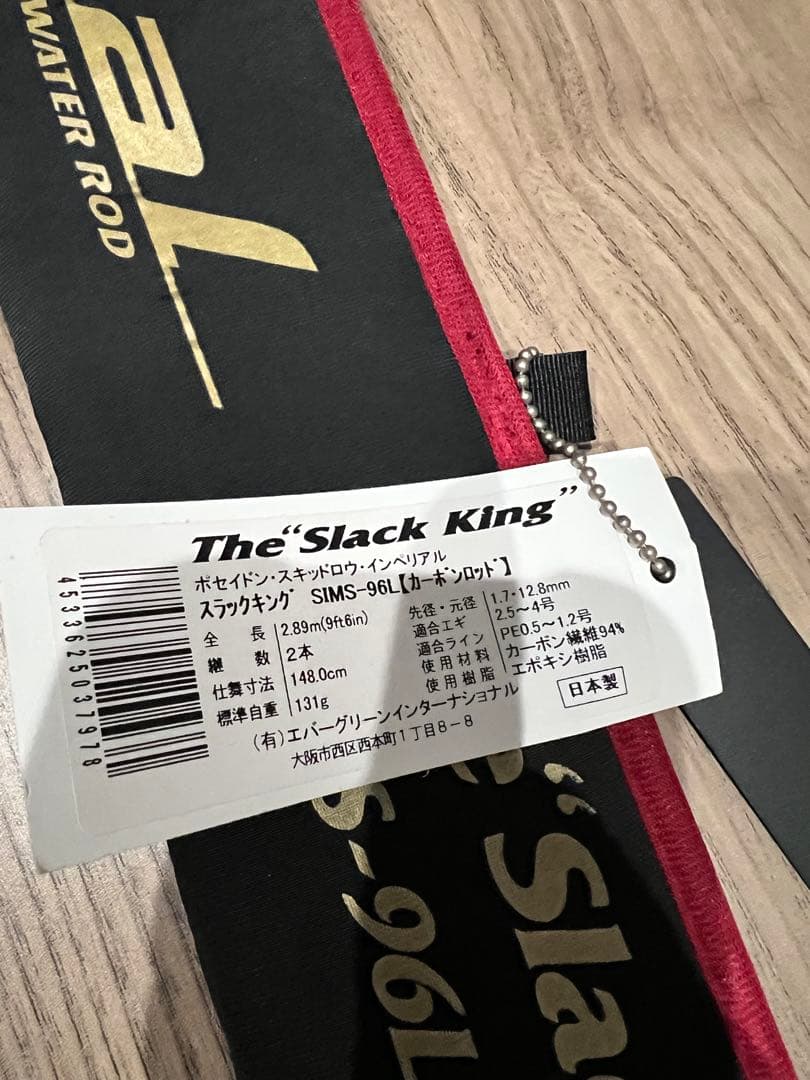 aL
WATER ROD
The“Slack King”
ポセイドン・スキッドロウ・インペリアル
スラックキング SIMS-96L【カーボンロッド】
全長 2.89m(9ft6in)
継数 2本
仕舞寸法 148.0cm
標準自重 131g
先径・元径 1.7・12.8mm
適合エギ 2.5～4号
適合ライン PE0.5～1.2号
使用材料 カーボン繊維94%
使用樹脂 エポキシ樹脂
(有)エバーグリーンインターナショナル
大阪市西区西本町1丁目8－8
日本製
4533625037978
“Sla
S-96L